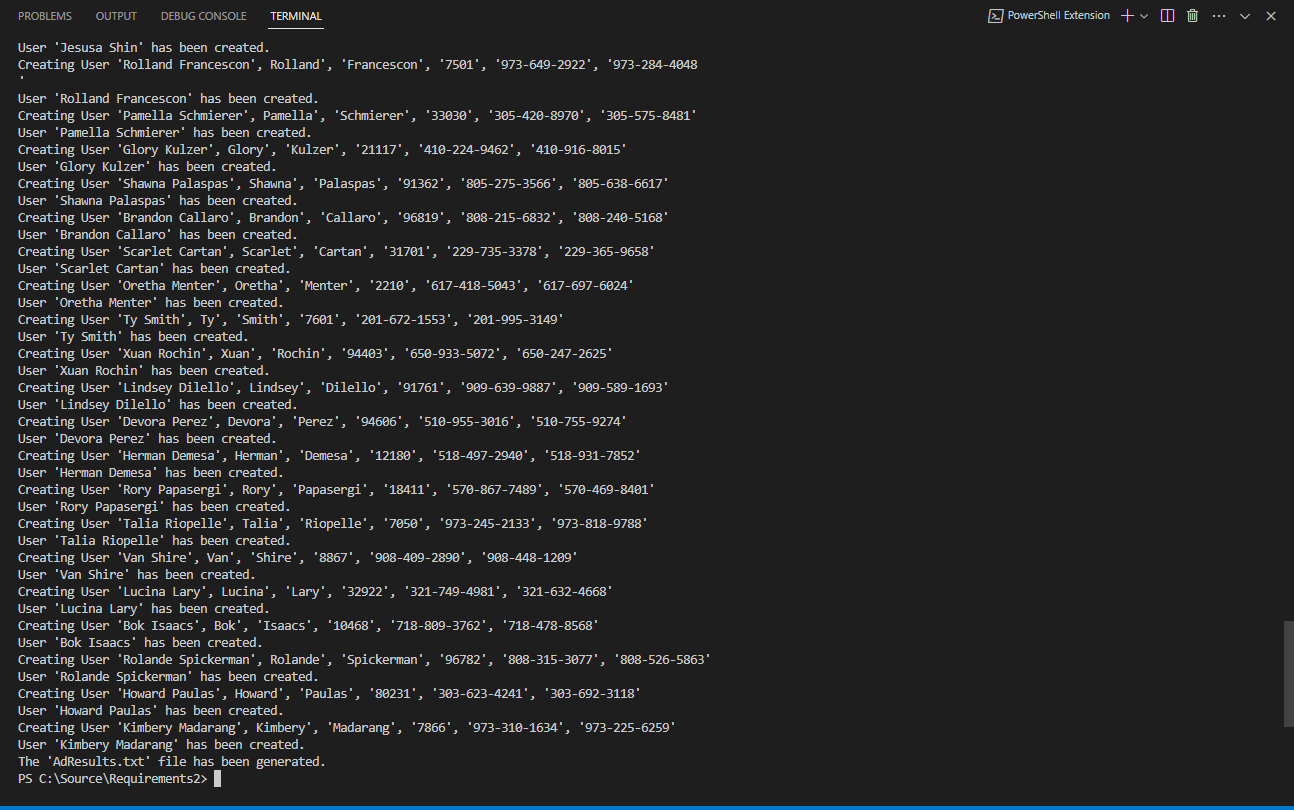 PROBLEMS OUTPUT DEBUG CONSOLE TERMINAL PowerShell Extension
User 'Jesusa Shin' has been created.
Creating User 'Rolland Francescon', Rolland', 'Francescon', '7501', '973-649-2922', '973-284-4048
'
User 'Rolland Francescon' has been created.
Creating User 'Pamella Schmierer', Pamella', 'Schmierer', '33030', '305-420-8970', '305-575-8481'
User 'Pamella Schmierer' has been created.
Creating User 'Glory Kulzer', Glory', 'Kulzer', '21117', '410-224-9462', '410-916-8015'
User 'Glory Kulzer' has been created.
Creating User 'Shawna Palaspas', Shawna', 'Palaspas', '91362', '805-275-3566', '805-638-6617'
User 'Shawna Palaspas' has been created.
Creating User 'Brandon Callaro', Brandon', 'Callaro', '96819', '808-215-6832', '808-240-5168'
User 'Brandon Callaro' has been created.
Creating User 'Scarlet Cartan', Scarlet', 'Cartan', '31701', '229-735-3378', '229-365-9658'
User 'Scarlet Cartan' has been created.
Creating User 'Oretha Menter', Oretha', 'Menter', '2210', '617-418-5043', '617-697-6024'
User 'Oretha Menter' has been created.
Creating User 'Ty Smith', Ty', 'Smith', '7601', '201-672-1553', '201-995-3149'
User 'Ty Smith' has been created.
Creating User 'Xuan Rochin', Xuan', 'Rochin', '94403', '650-933-5072', '650-247-2625'
User 'Xuan Rochin' has been created.
Creating User 'Lindsey Dilello', Lindsey', 'Dilello', '91761', '909-639-9887', '909-589-1693'
User 'Lindsey Dilello' has been created.
Creating User 'Devora Perez', Devora', 'Perez', '94606', '510-955-3016', '510-755-9274'
User 'Devora Perez' has been created.
Creating User 'Herman Demesa', Herman', 'Demesa', '12180', '518-497-2940', '518-931-7852'
User 'Herman Demesa' has been created.
Creating User 'Rory Papasergi', Rory', 'Papasergi', '18411', '570-867-7489', '570-469-8401'
User 'Rory Papasergi' has been created.
Creating User 'Talia Riopelle', Talia', 'Riopelle', '7050', '973-245-2133', '973-818-9788'
User 'Talia Riopelle' has been created.
Creating User 'Van Shire', Van', 'Shire', '8867', '908-409-2890', '908-448-1209'
User 'Van Shire' has been created.
Creating User 'Lucina Lary', Lucina', 'Lary', '32922', '321-749-4981', '321-632-4668'
User 'Lucina Lary' has been created.
Creating User 'Bok Isaacs', Bok', 'Isaacs', '10468', '718-809-3762', '718-478-8568'
User 'Bok Isaacs' has been created.
Creating User 'Rolande Spickerman', Rolande', 'Spickerman', '96782', '808-315-3077', '808-526-5863'
User 'Rolande Spickerman' has been created.
Creating User 'Howard Paulas', Howard', 'Paulas', '80231', '303-623-4241', '303-692-3118'
User 'Howard Paulas' has been created.
Creating User 'Kimbery Madarang', Kimbery', 'Madarang', '7866', '973-310-1634', '973-225-6259'
User 'Kimbery Madarang' has been created.
The 'AdResults.txt' file has been generated.
PS C:\Source\Requirements2>